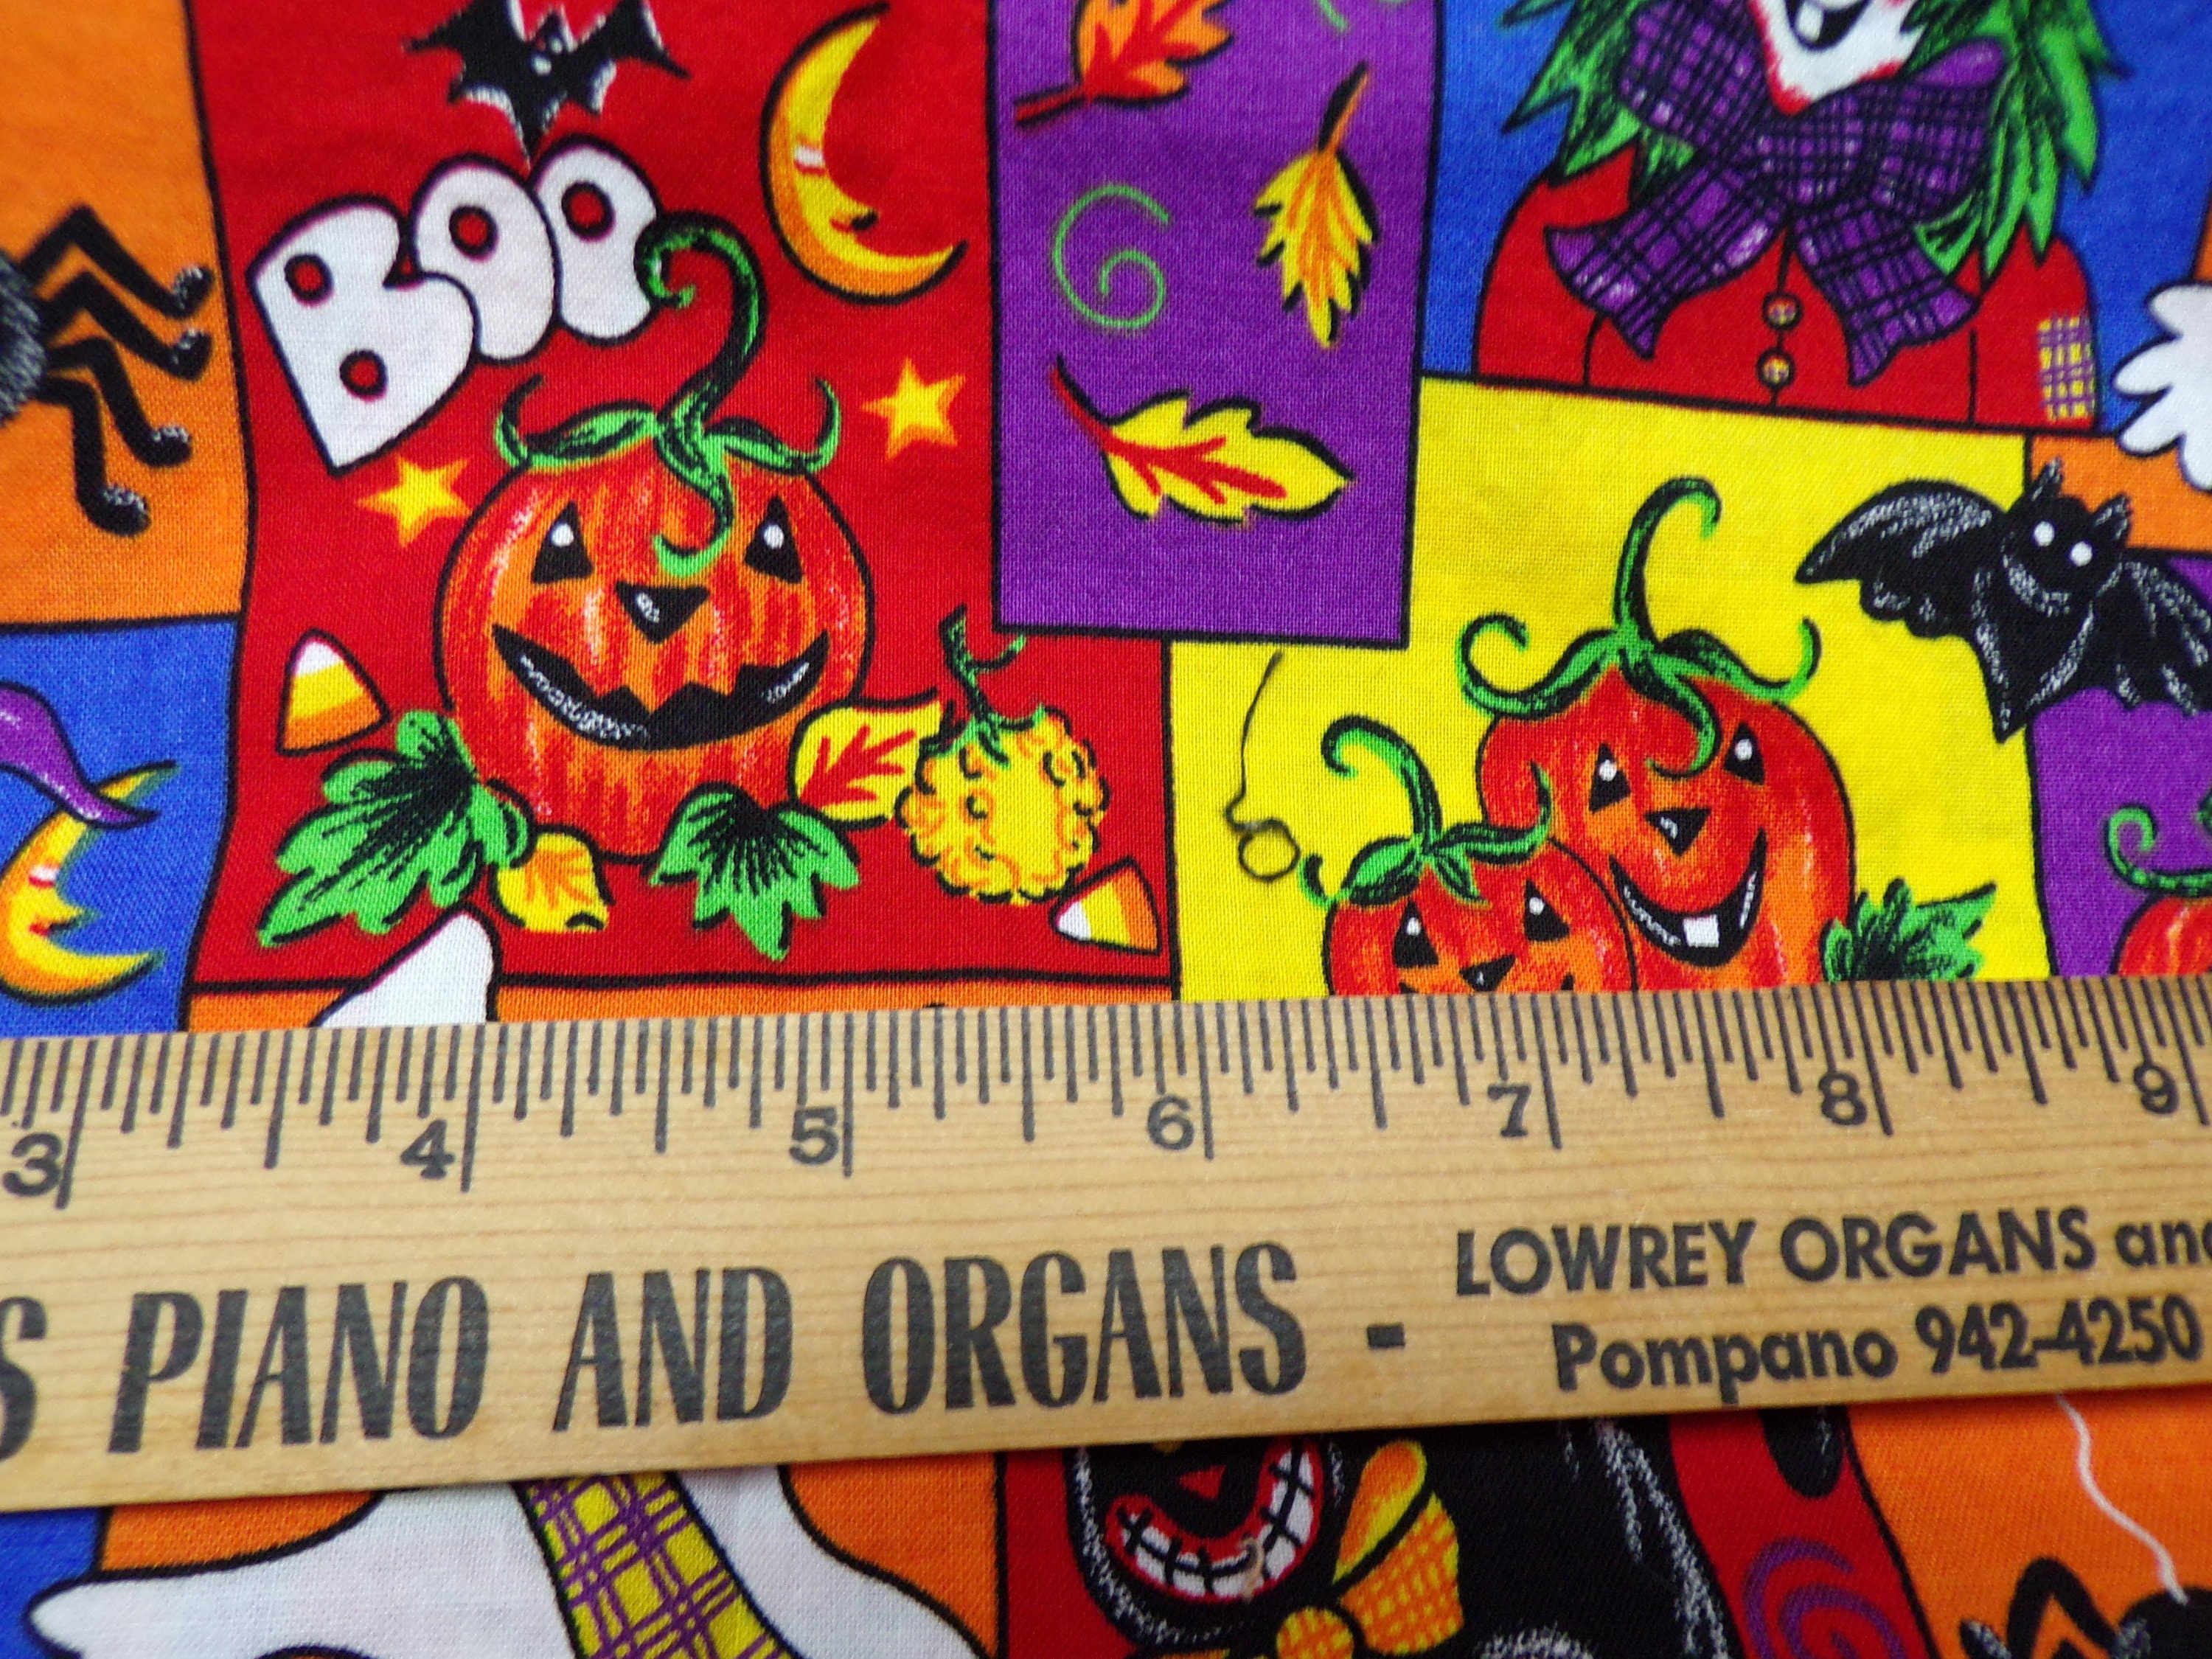 BOO
3 4 5 6 7 8 9
S PIANO AND ORGANS -
LOWREY ORGANS and
Pompano 942-4250